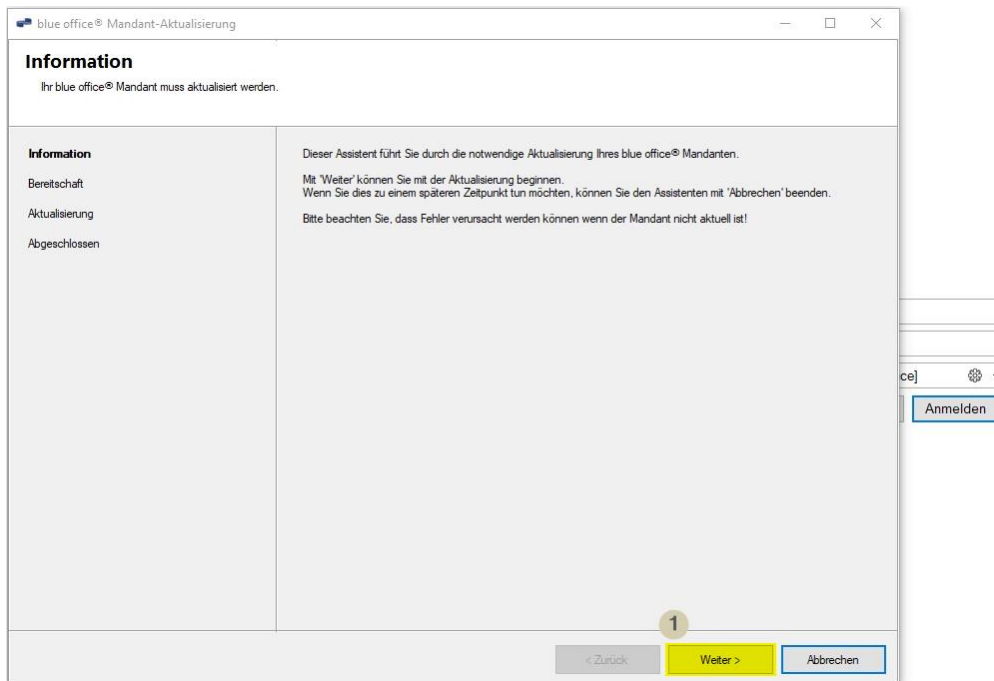 blue office® Mandant-Aktualisierung
Information
Ihr blue office® Mandant muss aktualisiert werden.
Information
Bereitschaft
Aktualisierung
Abgeschlossen
Dieser Assistent führt Sie durch die notwendige Aktualisierung Ihres blue office® Mandanten.
Mit 'Weiter' können Sie mit der Aktualisierung beginnen.
Wenn Sie dies zu einem späteren Zeitpunkt tun möchten, können Sie den Assistenten mit 'Abbrechen' beenden.
Bitte beachten Sie, dass Fehler verursacht werden können wenn der Mandant nicht aktuell ist!
ce]
Anmelden
1
< Zurück
Weiter >
Abbrechen